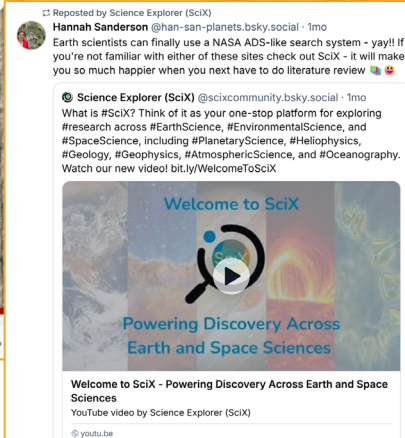 Reposted by Science Explorer (SciX)
Hannah Sanderson @han-san-planets.bsky.social · 1mo
Earth scientists can finally use a NASA ADS-like search system - yay!! If
you're not familiar with either of these sites check out SciX - it will make
you so much happier when you next have to do literature review
Science Explorer (SciX) @scixcommunity.bsky.social · 1mo
What is #SciX? Think of it as your one-stop platform for exploring
#research across #EarthScience, #EnvironmentalScience, and
#SpaceScience, including #PlanetaryScience, #Heliophysics,
#Geology, #Geophysics, #AtmosphericScience, and #Oceanography.
Watch our new video! bit.ly/WelcomeToSciX
Welcome to SciX
Powering Discovery Across
Earth and Space Sciences
Welcome to SciX - Powering Discovery Across Earth and Space
Sciences
YouTube video by Science Explorer (SciX)
youtu.be